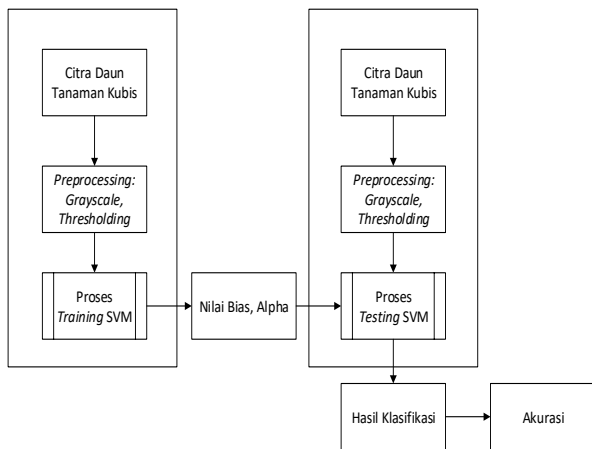 Citra Daun
Tanaman Kubis
Preprocessing:
Grayscale,
Thresholding
Proses
Training SVM
Nilai Bias, Alpha
Citra Daun
Tanaman Kubis
Preprocessing:
Grayscale,
Thresholding
Proses
Testing SVM
Hasil Klasifikasi
Akurasi